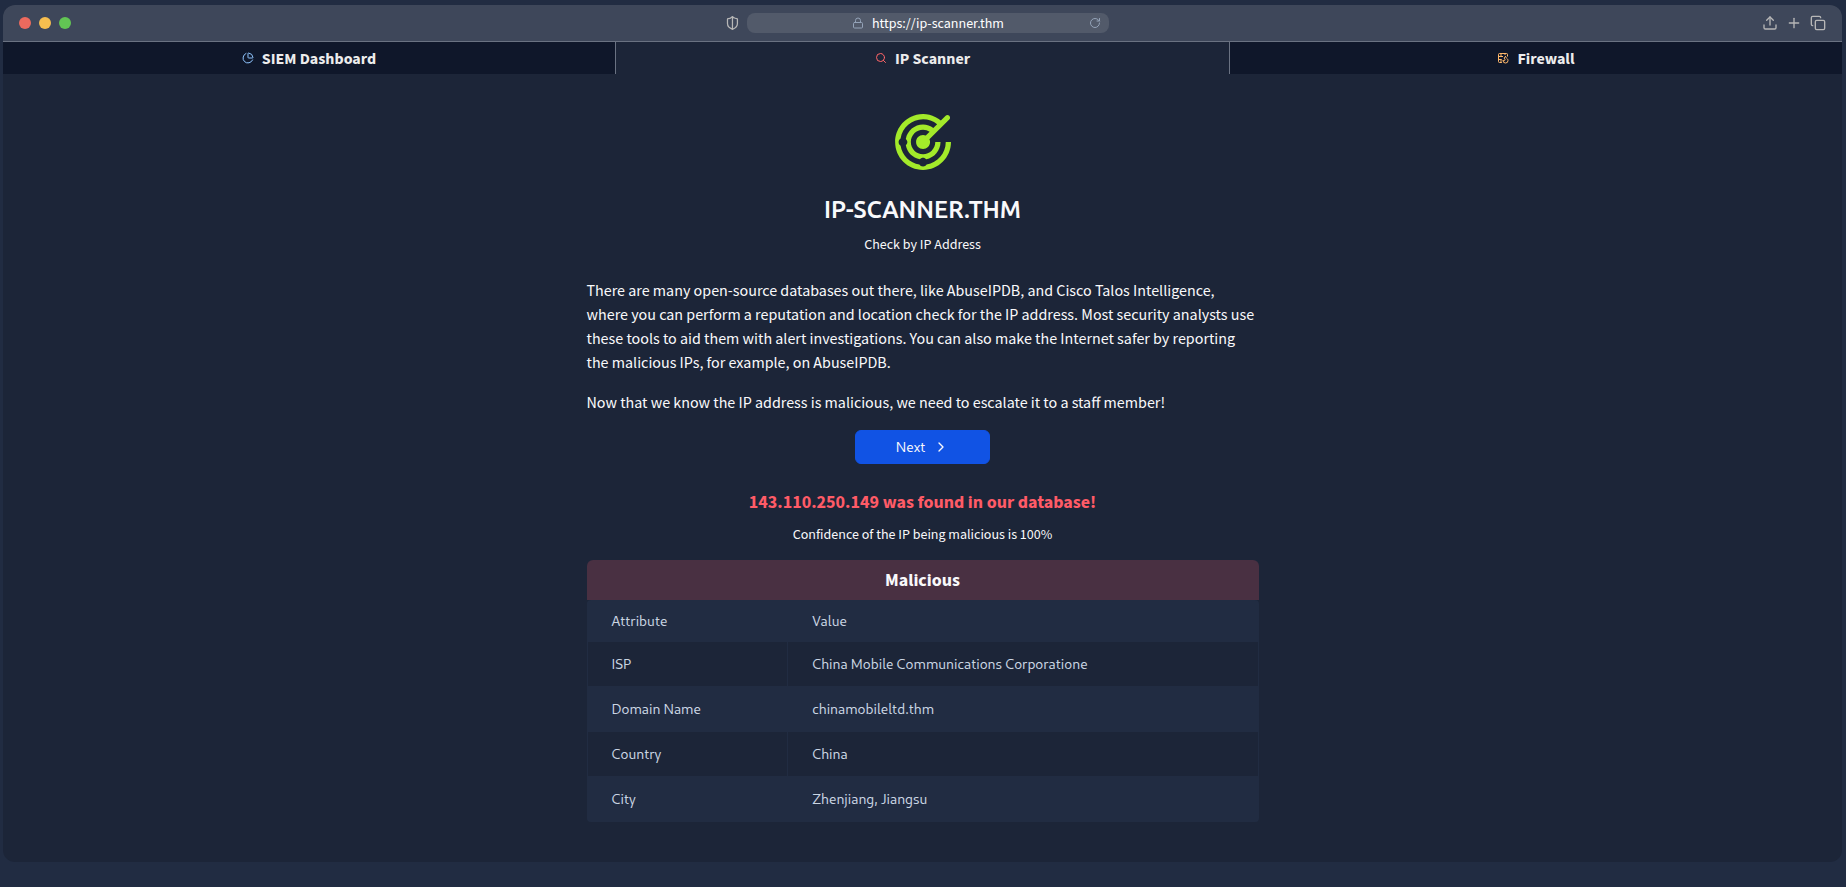 https://ip-scanner.thm
SIEM Dashboard
IP Scanner
Firewall
IP-SCANNER.THM
Check by IP Address
There are many open-source databases out there, like AbuseIPDB, and Cisco Talos Intelligence,
where you can perform a reputation and location check for the IP address. Most security analysts use
these tools to aid them with alert investigations. You can also make the Internet safer by reporting
the malicious IPs, for example, on AbuseIPDB.
Now that we know the IP address is malicious, we need to escalate it to a staff member!
Next
143.110.250.149 was found in our database!
Confidence of the IP being malicious is 100%
Malicious
Attribute Value
ISP China Mobile Communications Corporatione
Domain Name chinamobileltd.thm
Country China
City Zhenjiang, Jiangsu